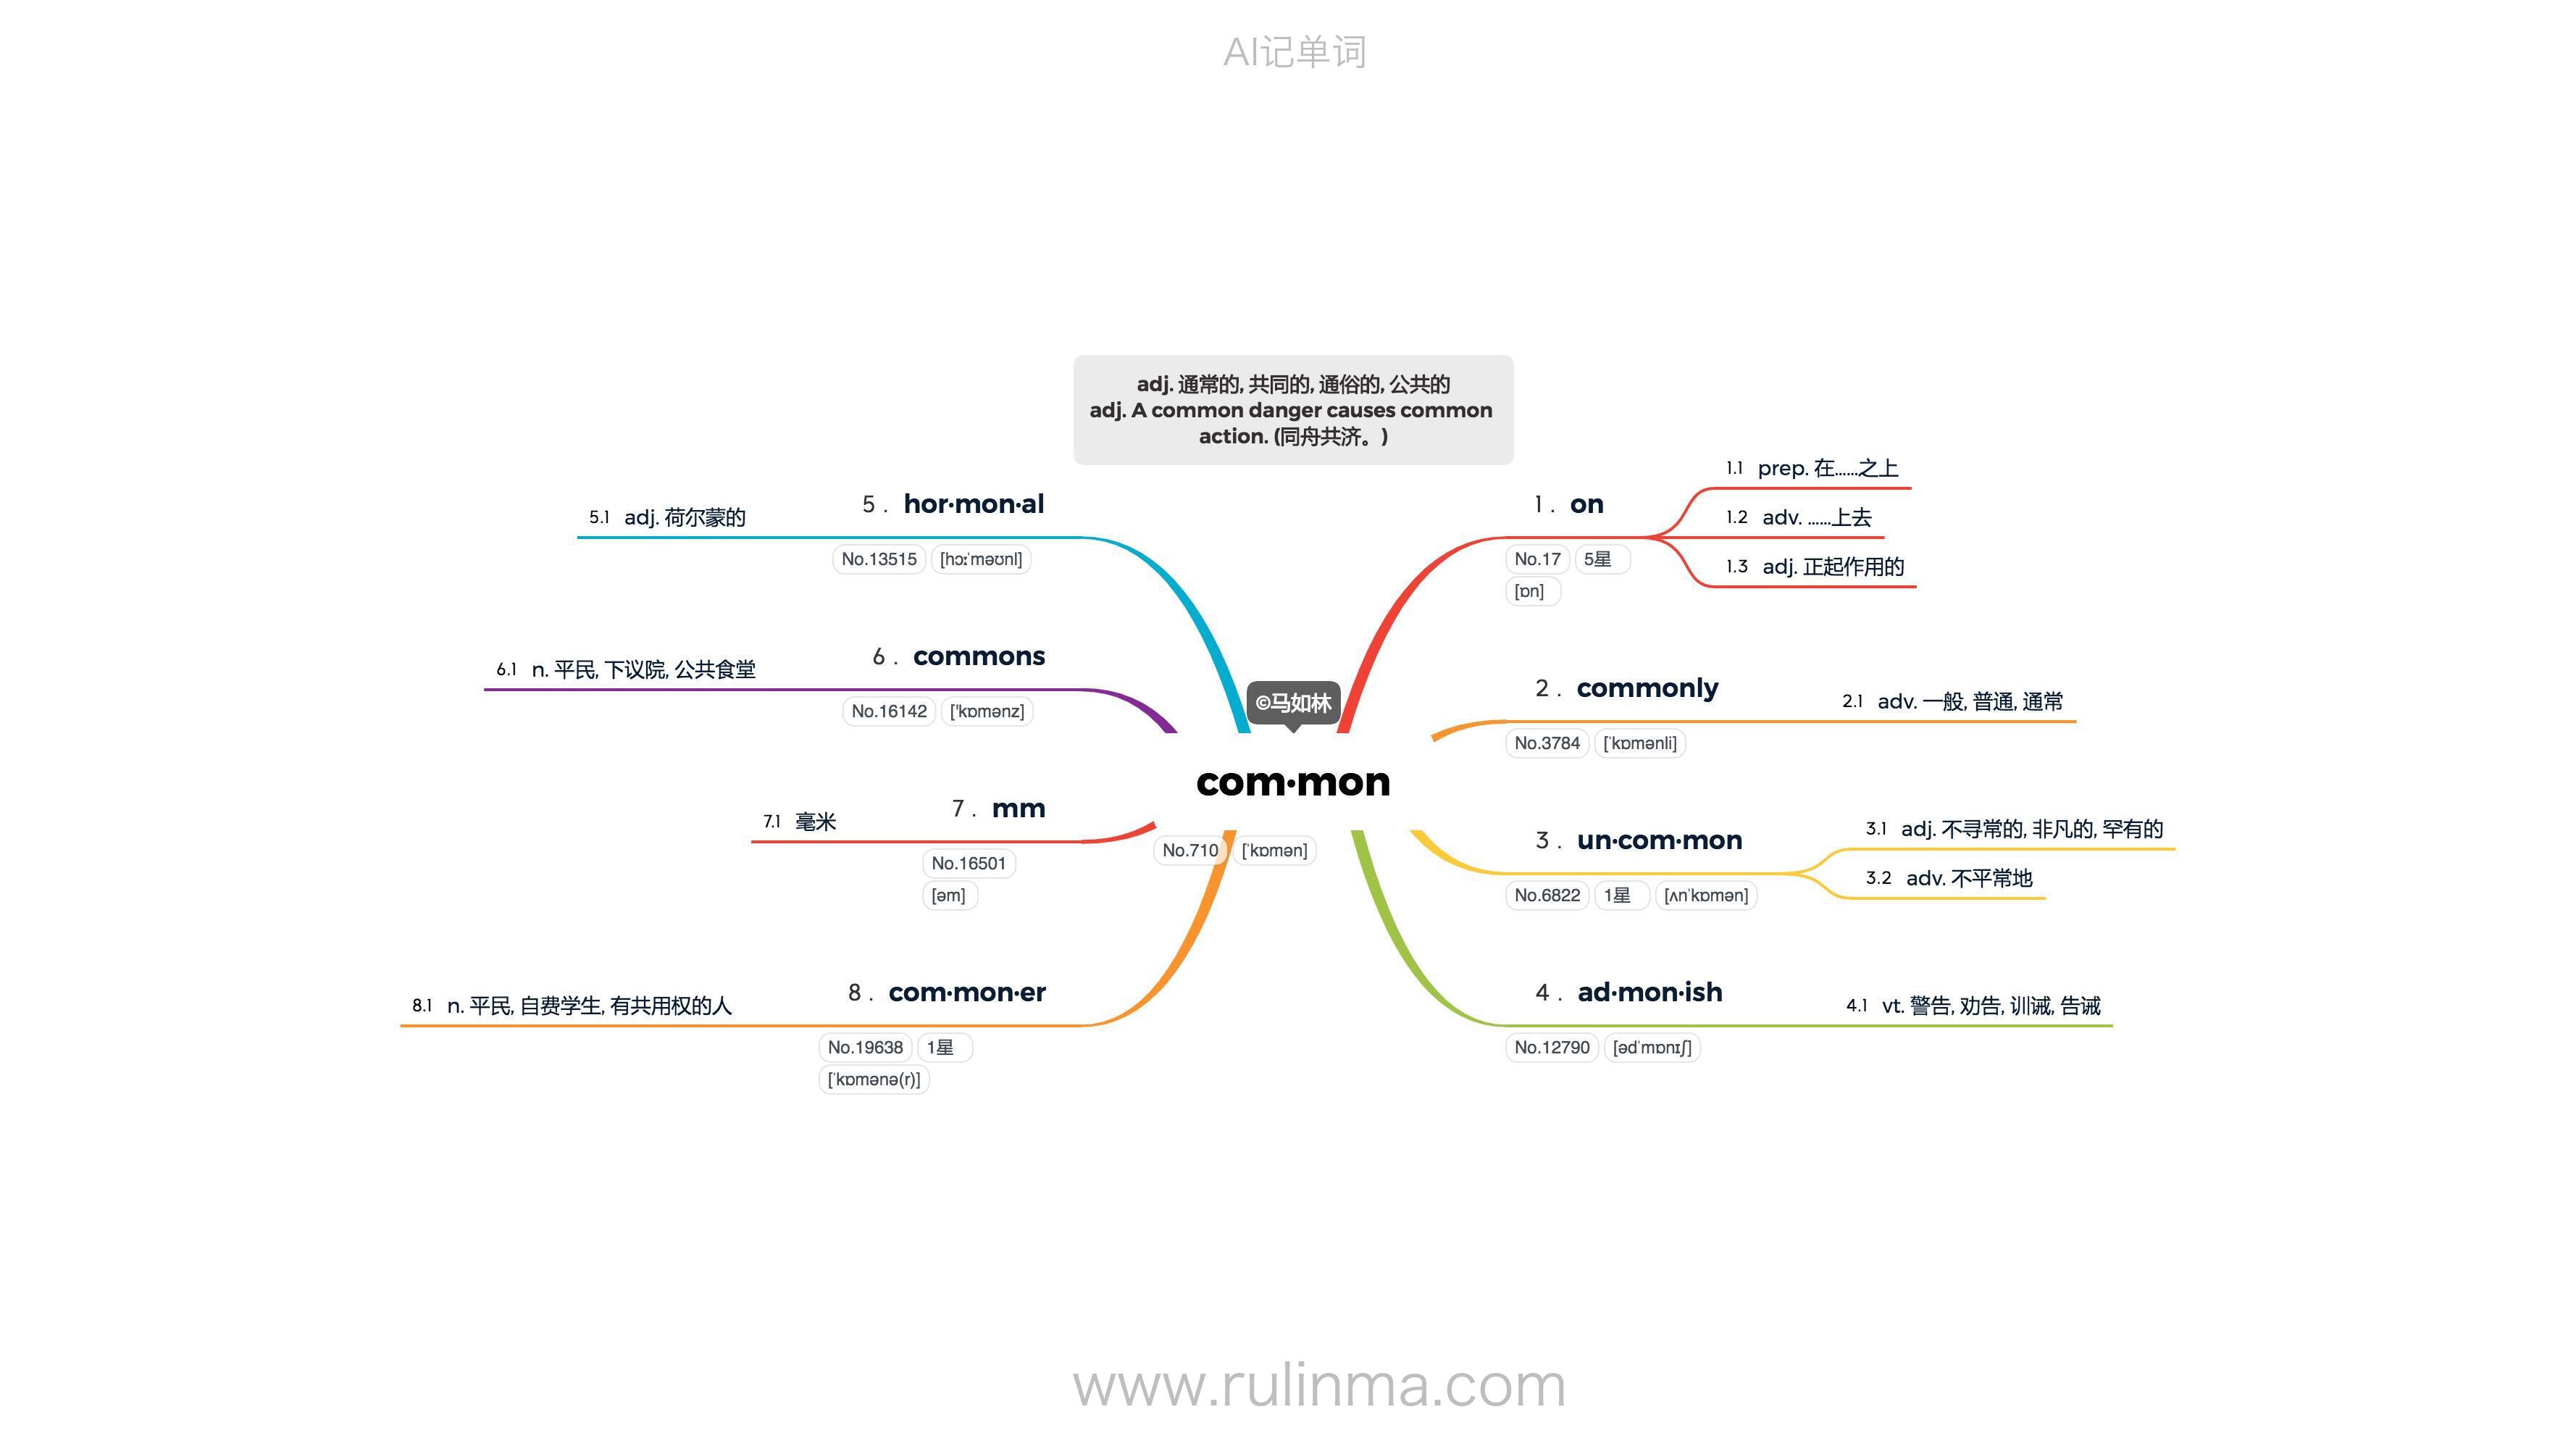 AI记单词
adj. 通常的, 共同的, 通俗的, 公共的
adj. A common danger causes common
action. (同舟共济。)
©马如林
com·mon
No.710 [ˈkɒmən]
1 . on
No.17 5星
[ɒn]
1.1 prep. 在……之上
1.2 adv. ……上去
1.3 adj. 正起作用的
2 . commonly
No.3784 [ˈkɒmənli]
2.1 adv. 一般, 普通, 通常
3 . un·com·mon
No.6822 1星 [ʌnˈkɒmən]
3.1 adj. 不寻常的, 非凡的, 罕有的
3.2 adv. 不平常地
4 . ad·mon·ish
No.12790 [ədˈmɒnɪʃ]
4.1 vt. 警告, 劝告, 训诫, 告诫
5 . hor·mon·al
No.13515 [hɔːˈməʊnl]
5.1 adj. 荷尔蒙的
6 . commons
No.16142 ['kɒmənz]
6.1 n. 平民, 下议院, 公共食堂
7 . mm
No.16501
[əm]
7.1 毫米
8 . com·mon·er
No.19638 1星
[ˈkɒmənə(r)]
8.1 n. 平民, 自费学生, 有共用权的人
www.rulinma.com